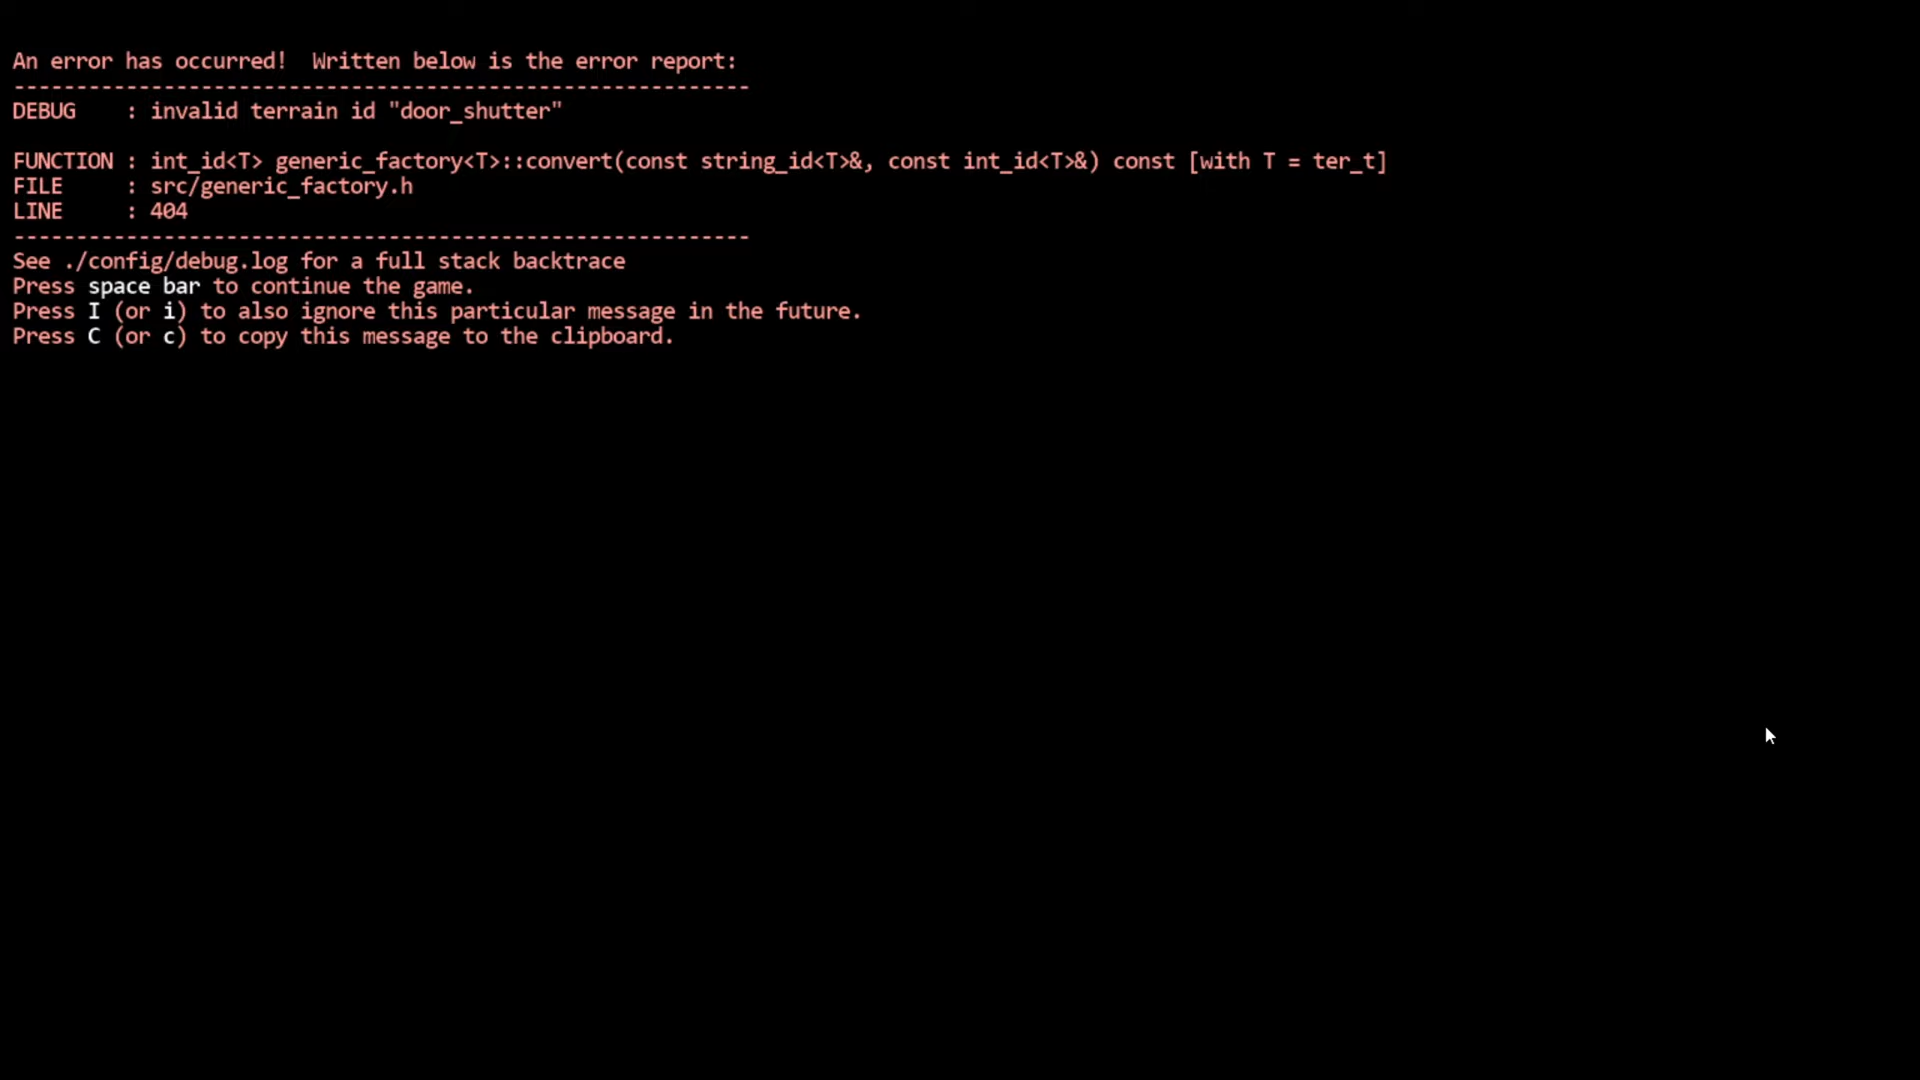 An error has occurred!  Written below is the error report:
-----------------------------------------------------------
DEBUG    : invalid terrain id "door_shutter"
FUNCTION : int_id<T> generic_factory<T>::convert(const string_id<T>&, const int_id<T>&) const [with T = ter_t]
FILE     : src/generic_factory.h
LINE     : 404
-----------------------------------------------------------
See ./config/debug.log for a full stack backtrace
Press space bar to continue the game.
Press I (or i) to also ignore this particular message in the future.
Press C (or c) to copy this message to the clipboard.